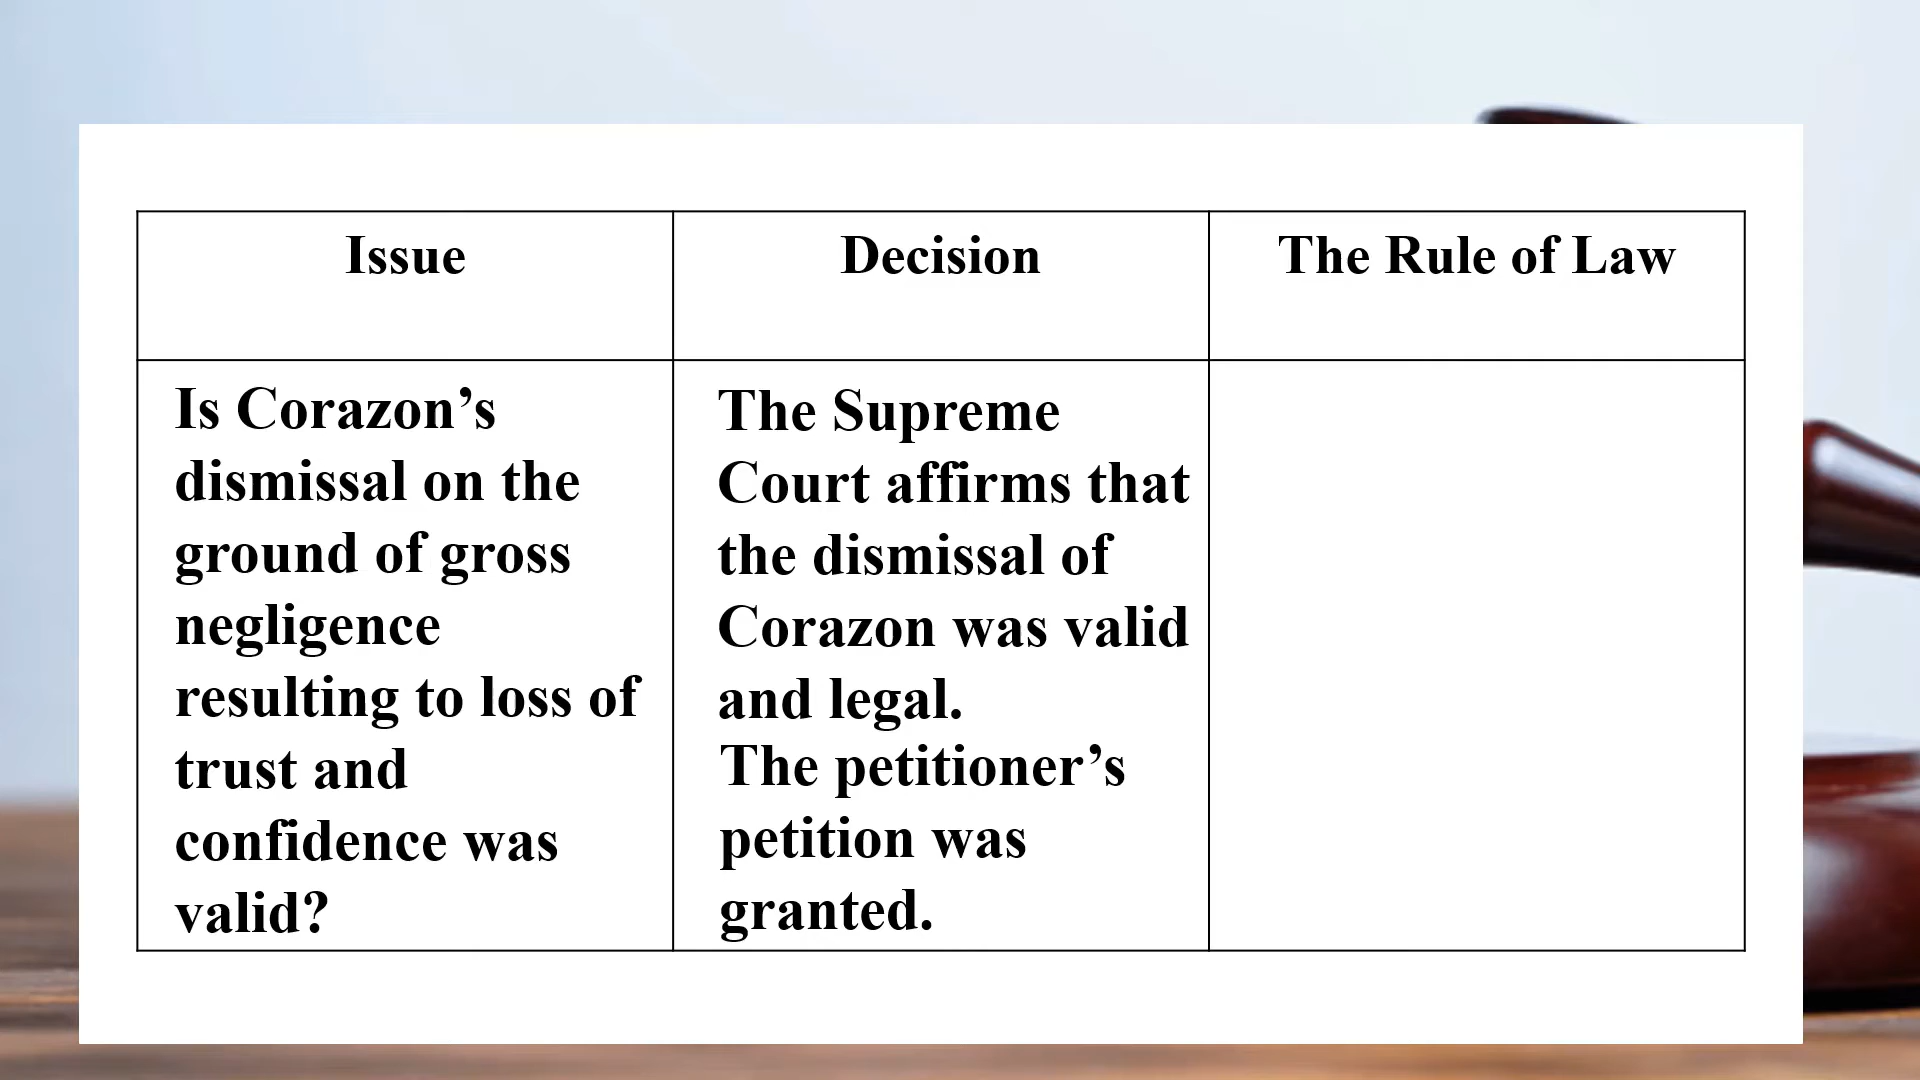 Issue
Decision
The Rule of Law
Is Corazon’s
dismissal on the
ground of gross
negligence
resulting to loss of
trust and
confidence was
valid?
The Supreme
Court affirms that
the dismissal of
Corazon was valid
and legal.
The petitioner’s
petition was
granted.